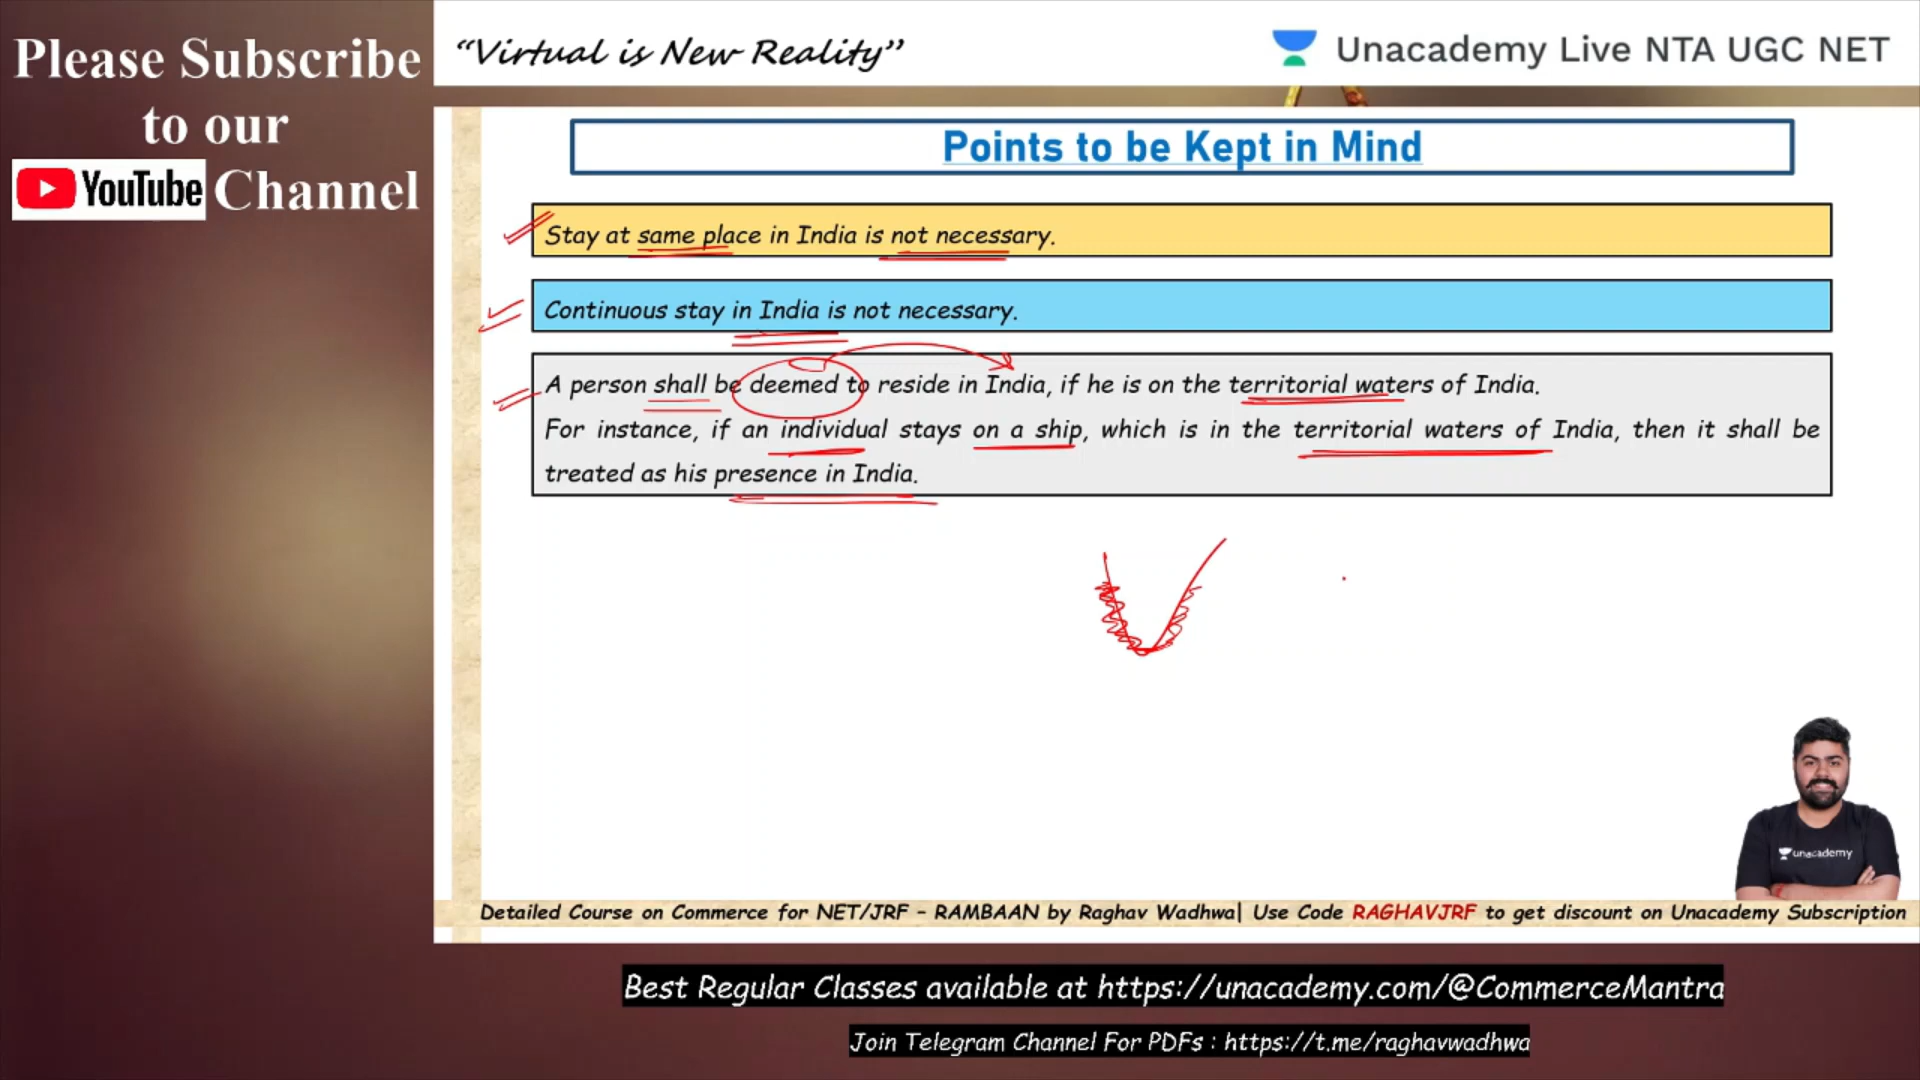 Please Subscribe
to our
YouTube Channel
“Virtual is New Reality”
Unacademy Live NTA UGC NET
Points to be Kept in Mind
Stay at same place in India is not necessary.
Continuous stay in India is not necessary.
A person shall be deemed to reside in India, if he is on the territorial waters of India.
For instance, if an individual stays on a ship, which is in the territorial waters of India, then it shall be
treated as his presence in India.
unacademy
Detailed Course on Commerce for NET/JRF – RAMBAAN by Raghav Wadhwa| Use Code RAGHAVJRF to get discount on Unacademy Subscription
Best Regular Classes available at https://unacademy.com/@CommerceMantra
Join Telegram Channel For PDFs : https://t.me/raghavwadhwa